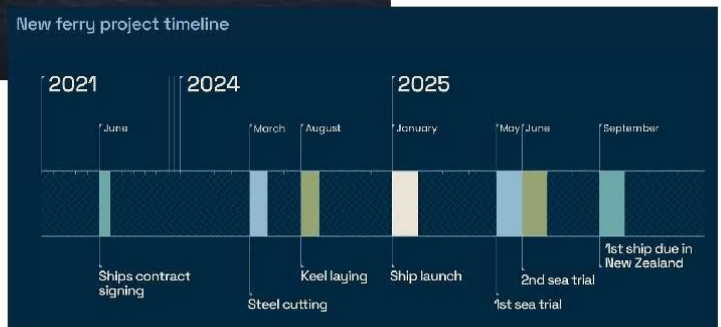 New ferry project timeline
2021
2024
2025
June
March
August
January
May
June
September
Ships contract
signing
Steel cutting
Keel laying
Ship launch
1st sea trial
2nd sea trial
1st ship due in
New Zealand